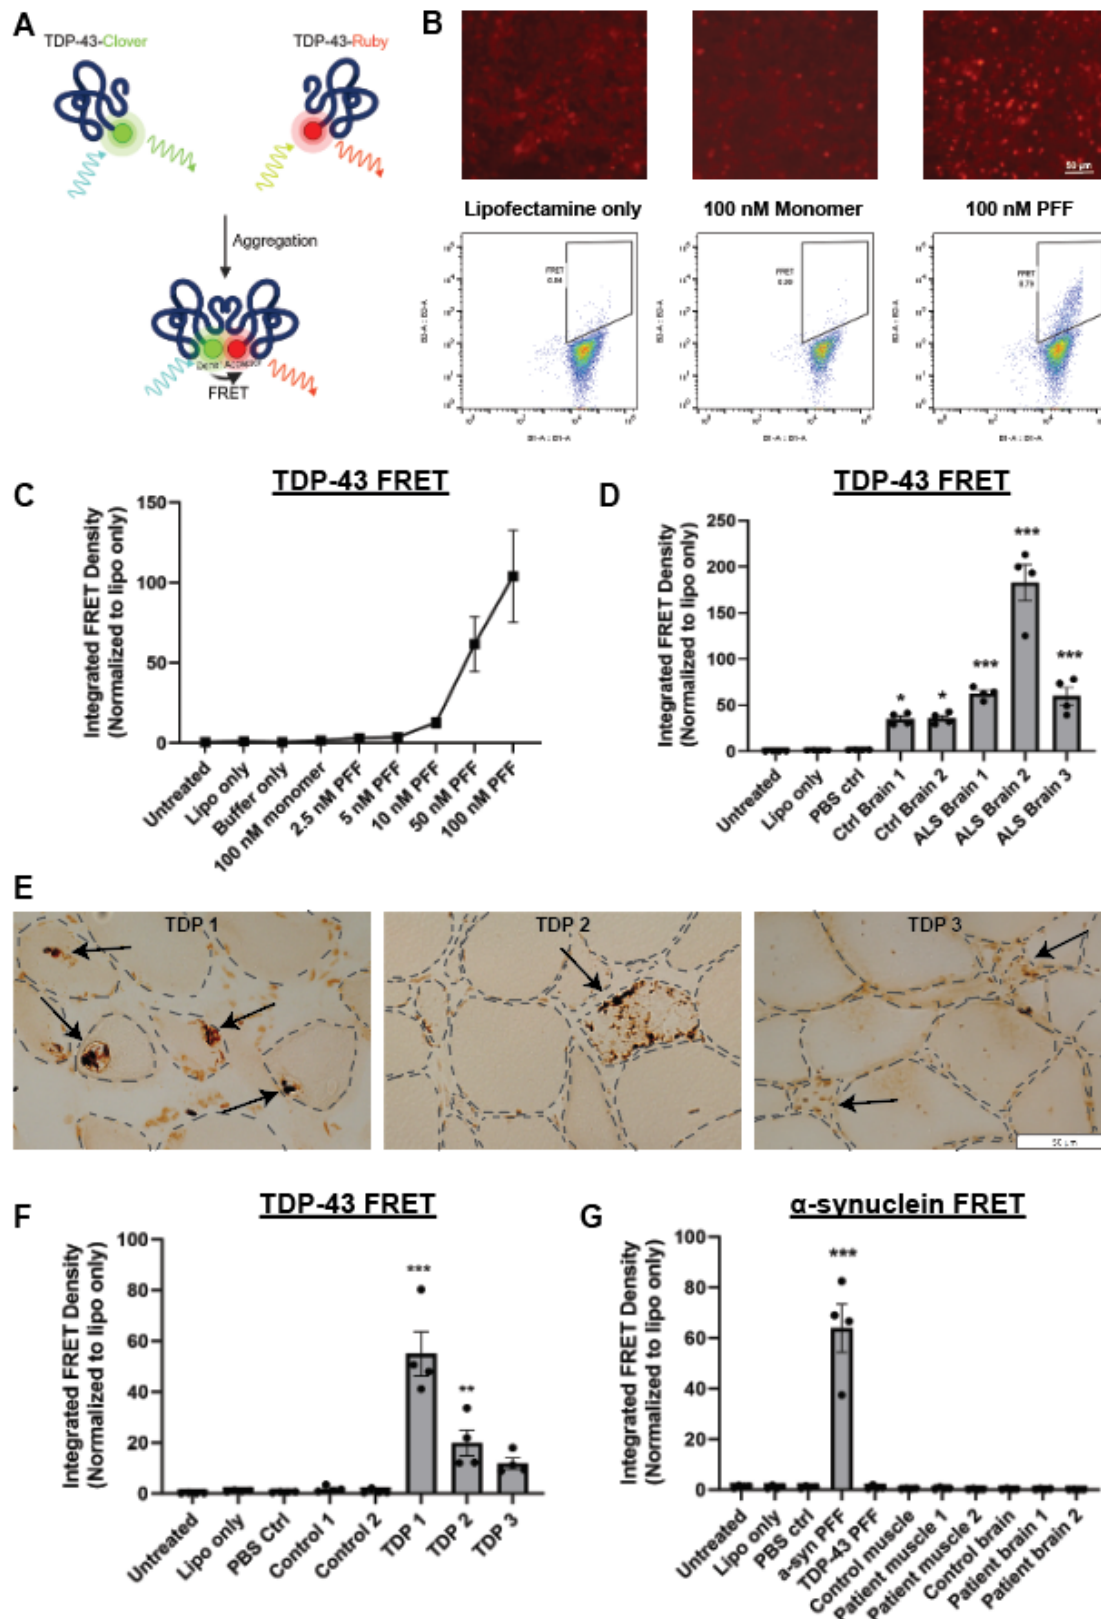 A
TDP-43-Clover
TDP-43-Ruby
Aggregation
FRET
B
50 µm
Lipofectamine only
100 nM Monomer
100 nM PFF
FRET
FRET
FRET
C
TDP-43 FRET
Integrated FRET Density
(Normalized to lipo only)
150
100
50
0
Untreated
Lipo only
Buffer only
100 nM monomer
2.5 nM PFF
5 nM PFF
10 nM PFF
50 nM PFF
100 nM PFF
D
TDP-43 FRET
Integrated FRET Density
(Normalized to lipo only)
250
200
150
100
50
0
*
*
***
***
***
Untreated
Lipo only
PBS ctrl
Ctrl Brain 1
Ctrl Brain 2
ALS Brain 1
ALS Brain 2
ALS Brain 3
E
TDP 1
TDP 2
TDP 3
50 µm
F
TDP-43 FRET
Integrated FRET Density
(Normalized to lipo only)
100
80
60
40
20
0
***
**
Untreated
Lipo only
PBS Ctrl
Control 1
Control 2
TDP 1
TDP 2
TDP 3
G
α-synuclein FRET
Integrated FRET Density
(Normalized to lipo only)
100
80
60
40
20
0
***
Untreated
Lipo only
PBS ctrl
a-syn PFF
TDP-43 PFF
Control muscle
Patient muscle 1
Patient muscle 2
Control brain
Patient brain 1
Patient brain 2